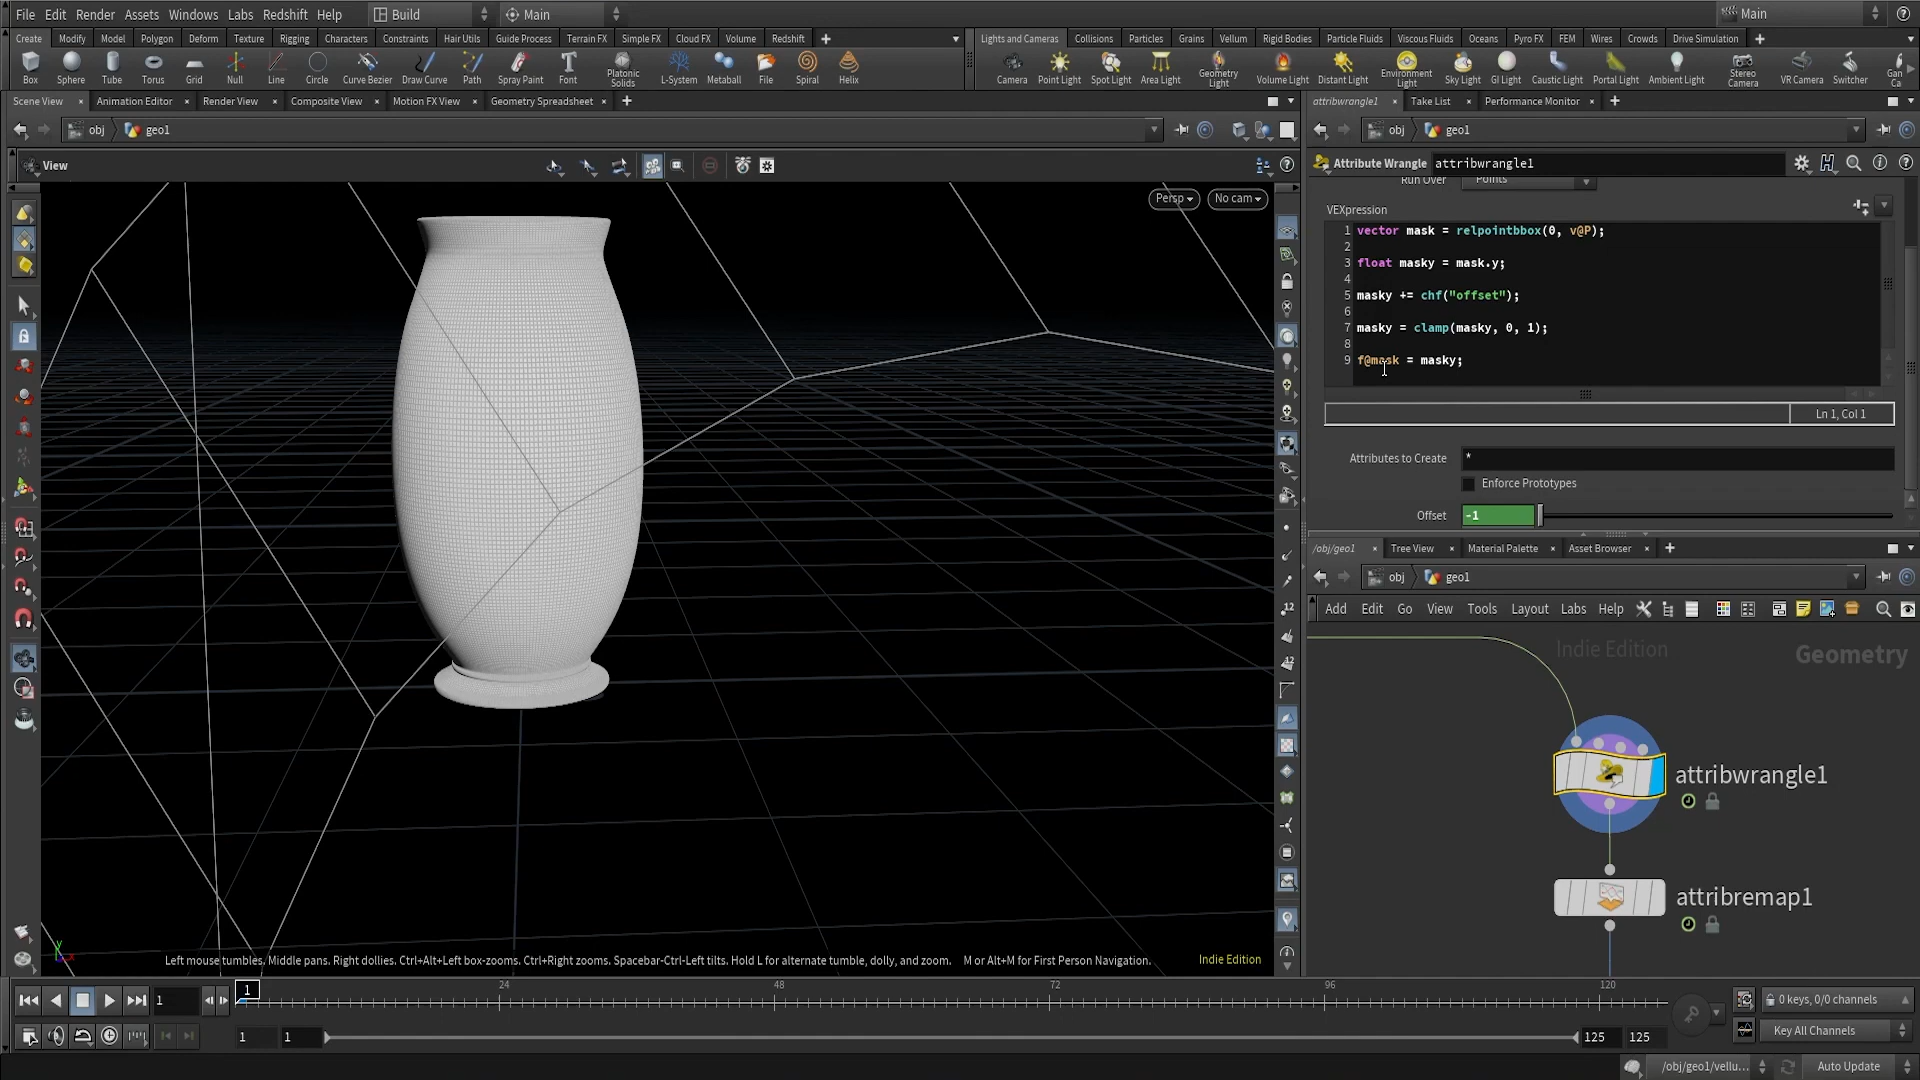 File Edit Render Assets Windows Labs Redshift Help Build Main Main
Create Modify Model Polygon Deform Texture Rigging Characters Constraints Hair Utils Guide Process Terrain FX Simple FX Cloud FX Volume Redshift
Lights and Cameras Collisions Particles Grains Vellum Rigid Bodies Particle Fluids Viscous Fluids Oceans Pyro FX FEM Wires Crowds Drive Simulation
Box Sphere Tube Torus Grid Null Line Circle Curve Bezier Draw Curve Path Spray Paint Font Platonic Solids L-System Metaball File Spiral Helix
Camera Point Light Spot Light Area Light Geometry Light Volume Light Distant Light Environment Light Sky Light GI Light Caustic Light Portal Light Ambient Light Stereo Camera VR Camera Switcher
Scene View Animation Editor Render View Composite View Motion FX View Geometry Spreadsheet
attribwrangle1 Take List Performance Monitor
obj geo1
obj geo1
View
Persp No cam
Attribute Wrangle attribwrangle1
Run Over Points
VEXpression
1 vector mask = relpointbbox(0, v@P);
2
3 float masky = mask.y;
4
5 masky += chf("offset");
6
7 masky = clamp(masky, 0, 1);
8
9 f@mask = masky;
Ln 1, Col 1
Attributes to Create *
Enforce Prototypes
Offset -1
/obj/geo1 Tree View Material Palette Asset Browser
obj geo1
Add Edit Go View Tools Layout Labs Help
Indie Edition
Geometry
attribwrangle1
attribremap1
Left mouse tumbles. Middle pans. Right dollies. Ctrl+Alt+Left box-zooms. Ctrl+Right zooms. Spacebar-Ctrl-Left tilts. Hold L for alternate tumble, dolly, and zoom. M or Alt+M for First Person Navigation.
Indie Edition
1 1 24 48 72 96 120
0 keys, 0/0 channels
1 1 125 125
Key All Channels
/obj/geo1/vellu... Auto Update